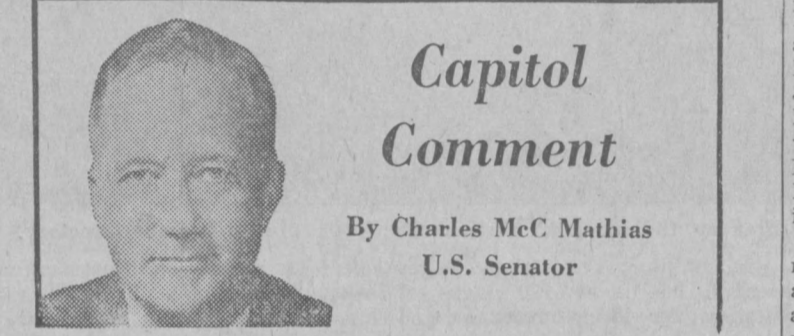 Capitol
Comment
By Charles McC Mathias
U.S. Senator